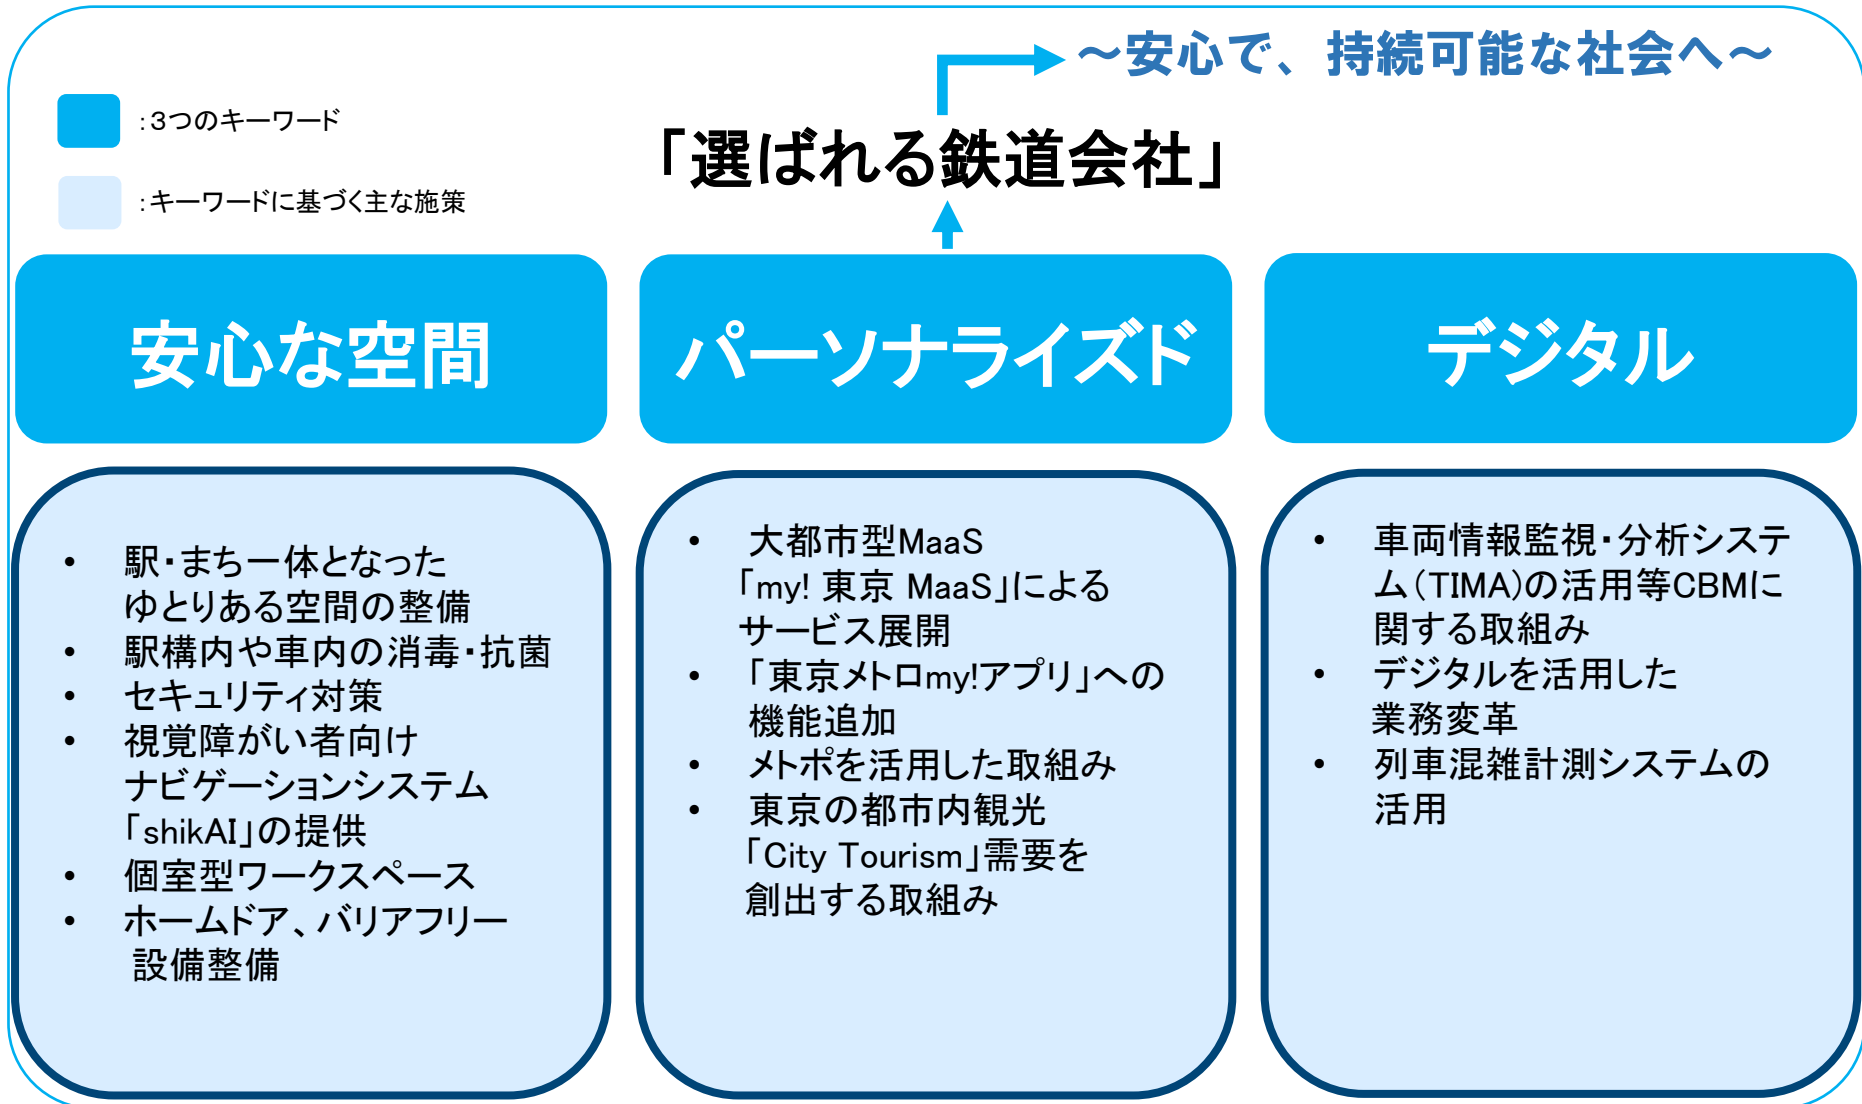 ～安心で、持続可能な社会へ～
：3つのキーワード
「選ばれる鉄道会社」
：キーワードに基づく主な施策
安心な空間
パーソナライズド
デジタル
• 駅・まち一体となった
ゆとりある空間の整備
• 駅構内や車内の消毒・抗菌
• セキュリティ対策
• 視覚障がい者向け
ナビゲーションシステム
「shikAI」の提供
• 個室型ワークスペース
• ホームドア、バリアフリー
設備整備
• 大都市型MaaS
「my! 東京 MaaS」による
サービス展開
• 「東京メトロmy!アプリ」への
機能追加
• メトポを活用した取組み
• 東京の都市内観光
「City Tourism」需要を
創出する取組み
• 車両情報監視・分析システ
ム（TIMA)の活用等CBMに
関する取組み
• デジタルを活用した
業務変革
• 列車混雑計測システムの
活用